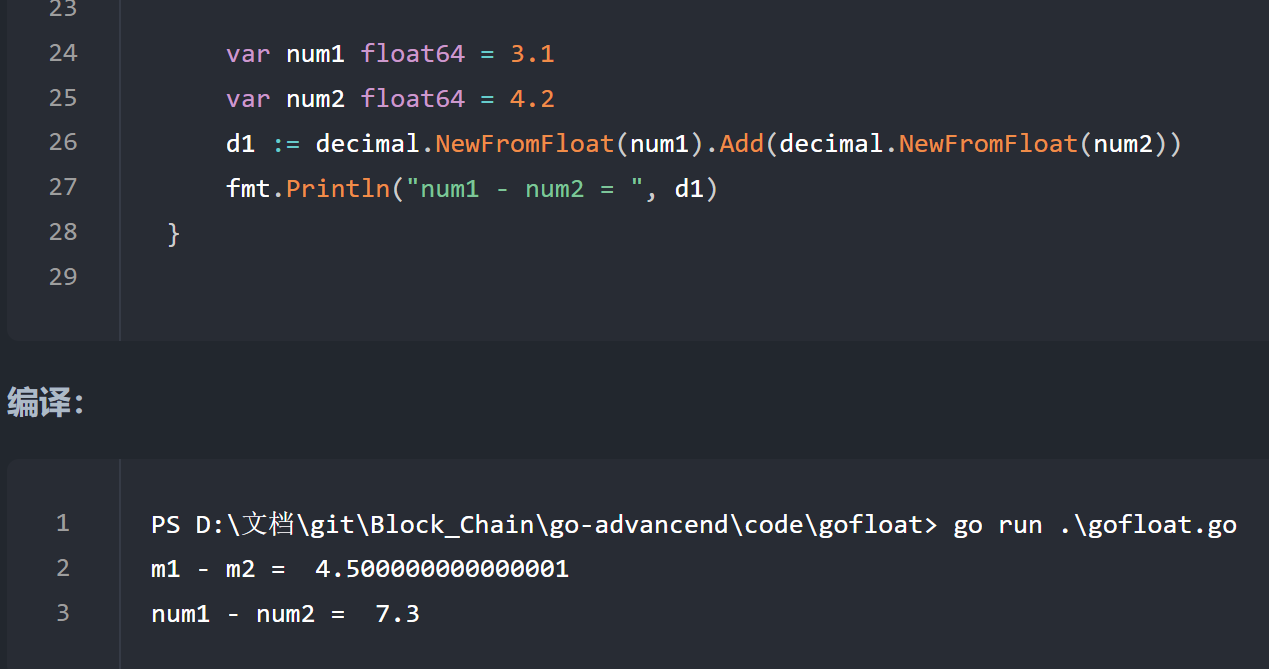 23
24 var num1 float64 = 3.1
25 var num2 float64 = 4.2
26 d1 := decimal.NewFromFloat(num1).Add(decimal.NewFromFloat(num2))
27 fmt.Println("num1 - num2 = ", d1)
28 }
29
编译：
1 PS D:\文档\git\Block_Chain\go-advancend\code\gofloat> go run .\gofloat.go
2 m1 - m2 =  4.500000000000001
3 num1 - num2 =  7.3